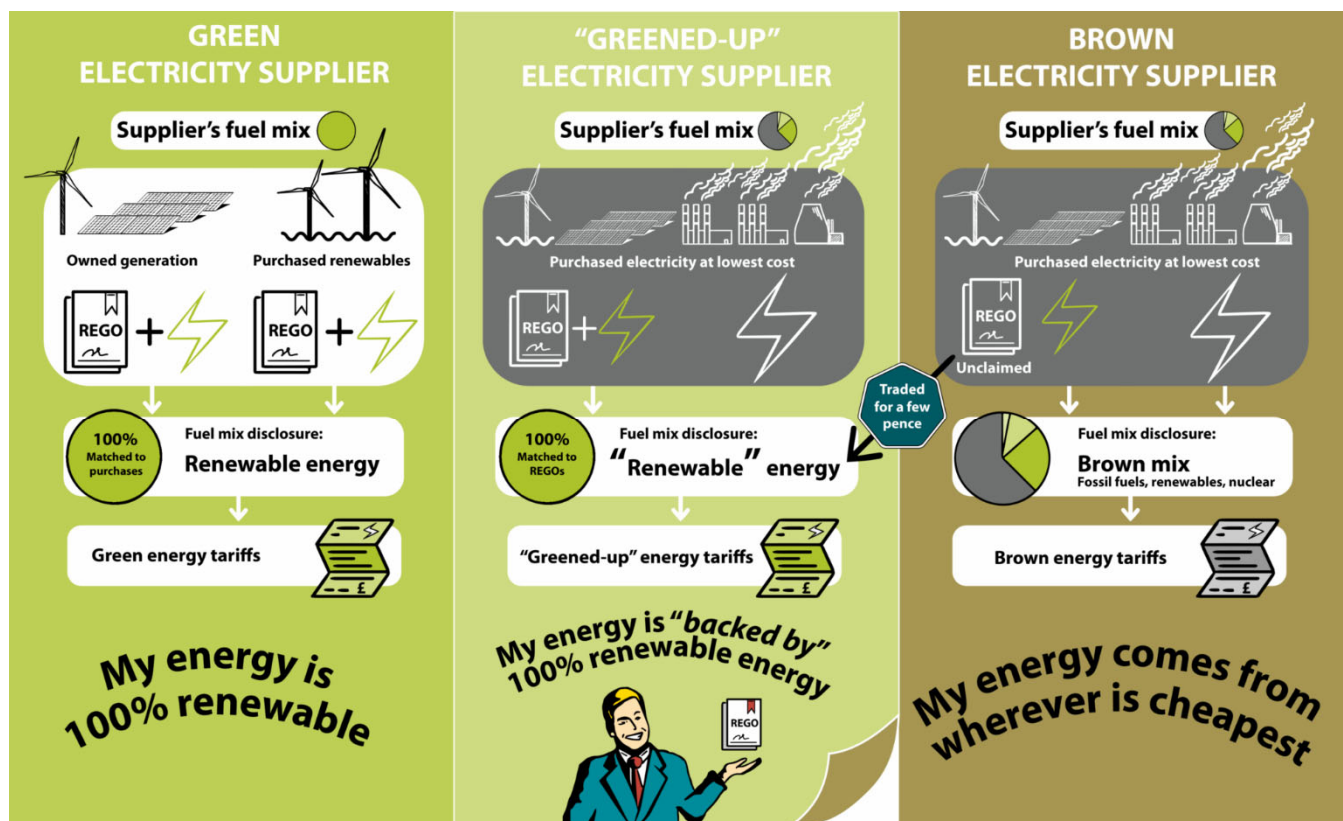 GREEN
ELECTRICITY SUPPLIER
Supplier's fuel mix
Owned generation
Purchased renewables
REGO
+
REGO
+
100%
Matched to
purchases
Fuel mix disclosure:
Renewable energy
Green energy tariffs
£
My energy is
100% renewable
"GREENED-UP"
ELECTRICITY SUPPLIER
Supplier's fuel mix
Purchased electricity at lowest cost
REGO
+
100%
Matched to
REGOs
Fuel mix disclosure:
"Renewable" energy
"Greened-up" energy tariffs
£
My energy is "backed by"
100% renewable energy
REGO
Traded
for a few
pence
BROWN
ELECTRICITY SUPPLIER
Supplier's fuel mix
Purchased electricity at lowest cost
REGO
Unclaimed
Fuel mix disclosure:
Brown mix
Fossil fuels, renewables, nuclear
Brown energy tariffs
£
My energy comes from
wherever is cheapest